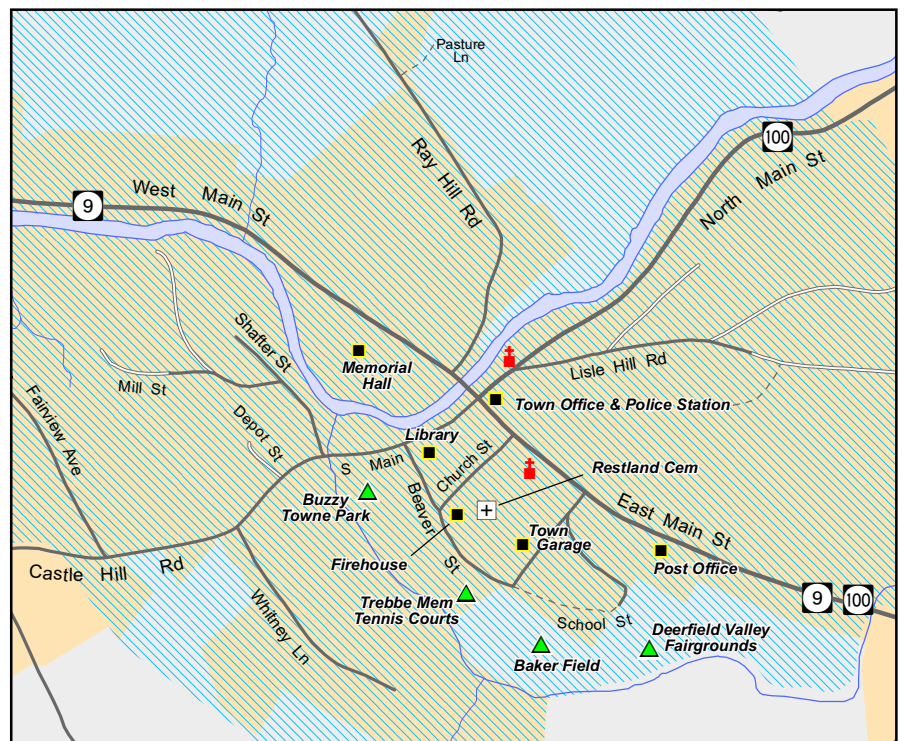 Pasture
Ln
100
Ray Hill Rd
North Main St
West Main St
9
Shafter St
Memorial
Hall
Lisle Hill Rd
Mill St
Fairview Ave
Town Office & Police Station
Depot St
Library
S Main
Church St
Restland Cem
Buzzy
Towne Park
Beaver St
East Main St
Town
Garage
Firehouse
Post Office
Castle Hill Rd
Whitney Ln
Trebbe Mem
Tennis Courts
9
100
School St
Deerfield Valley
Fairgrounds
Baker Field